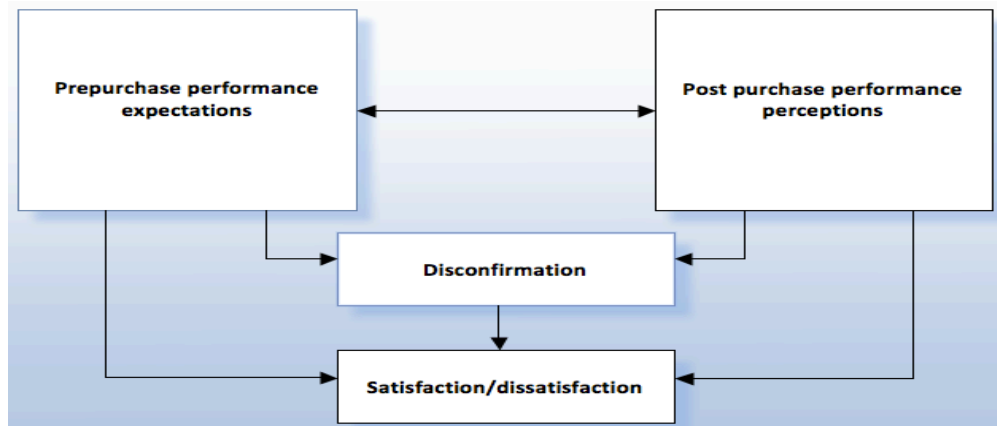 Prepurchase performance
expectations
Post purchase performance
perceptions
Disconfirmation
Satisfaction/dissatisfaction